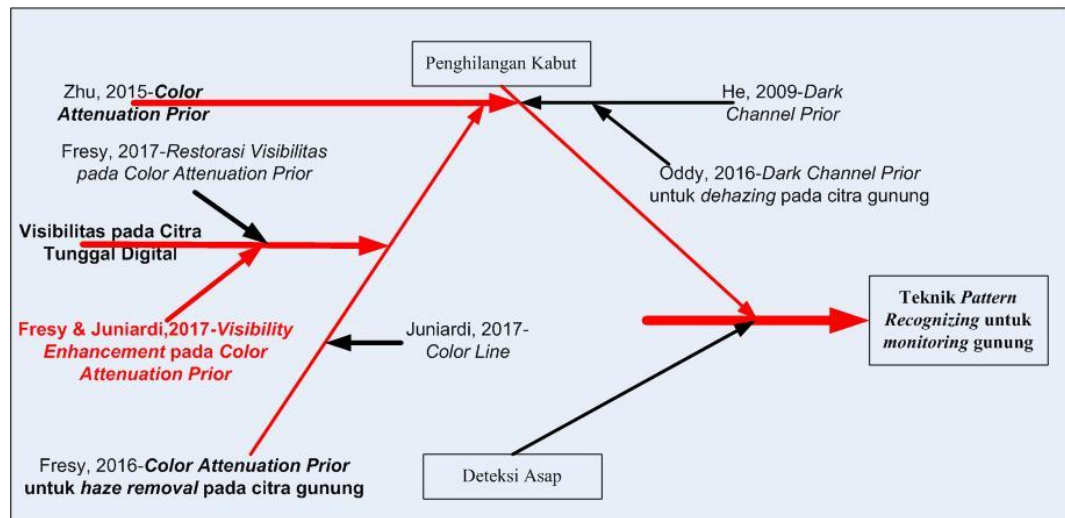 Penghilangan Kabut
Zhu, 2015-Color
Attenuation Prior
He, 2009-Dark
Channel Prior
Fresy, 2017-Restorasi Visibilitas
pada Color Attenuation Prior
Oddy, 2016-Dark Channel Prior
untuk dehazing pada citra gunung
Visibilitas pada Citra
Tunggal Digital
Fresy & Juniardi,2017-Visibility
Enhancement pada Color
Attenuation Prior
Juniardi, 2017-
Color Line
Teknik Pattern
Recognizing untuk
monitoring gunung
Fresy, 2016-Color Attenuation Prior
untuk haze removal pada citra gunung
Deteksi Asap